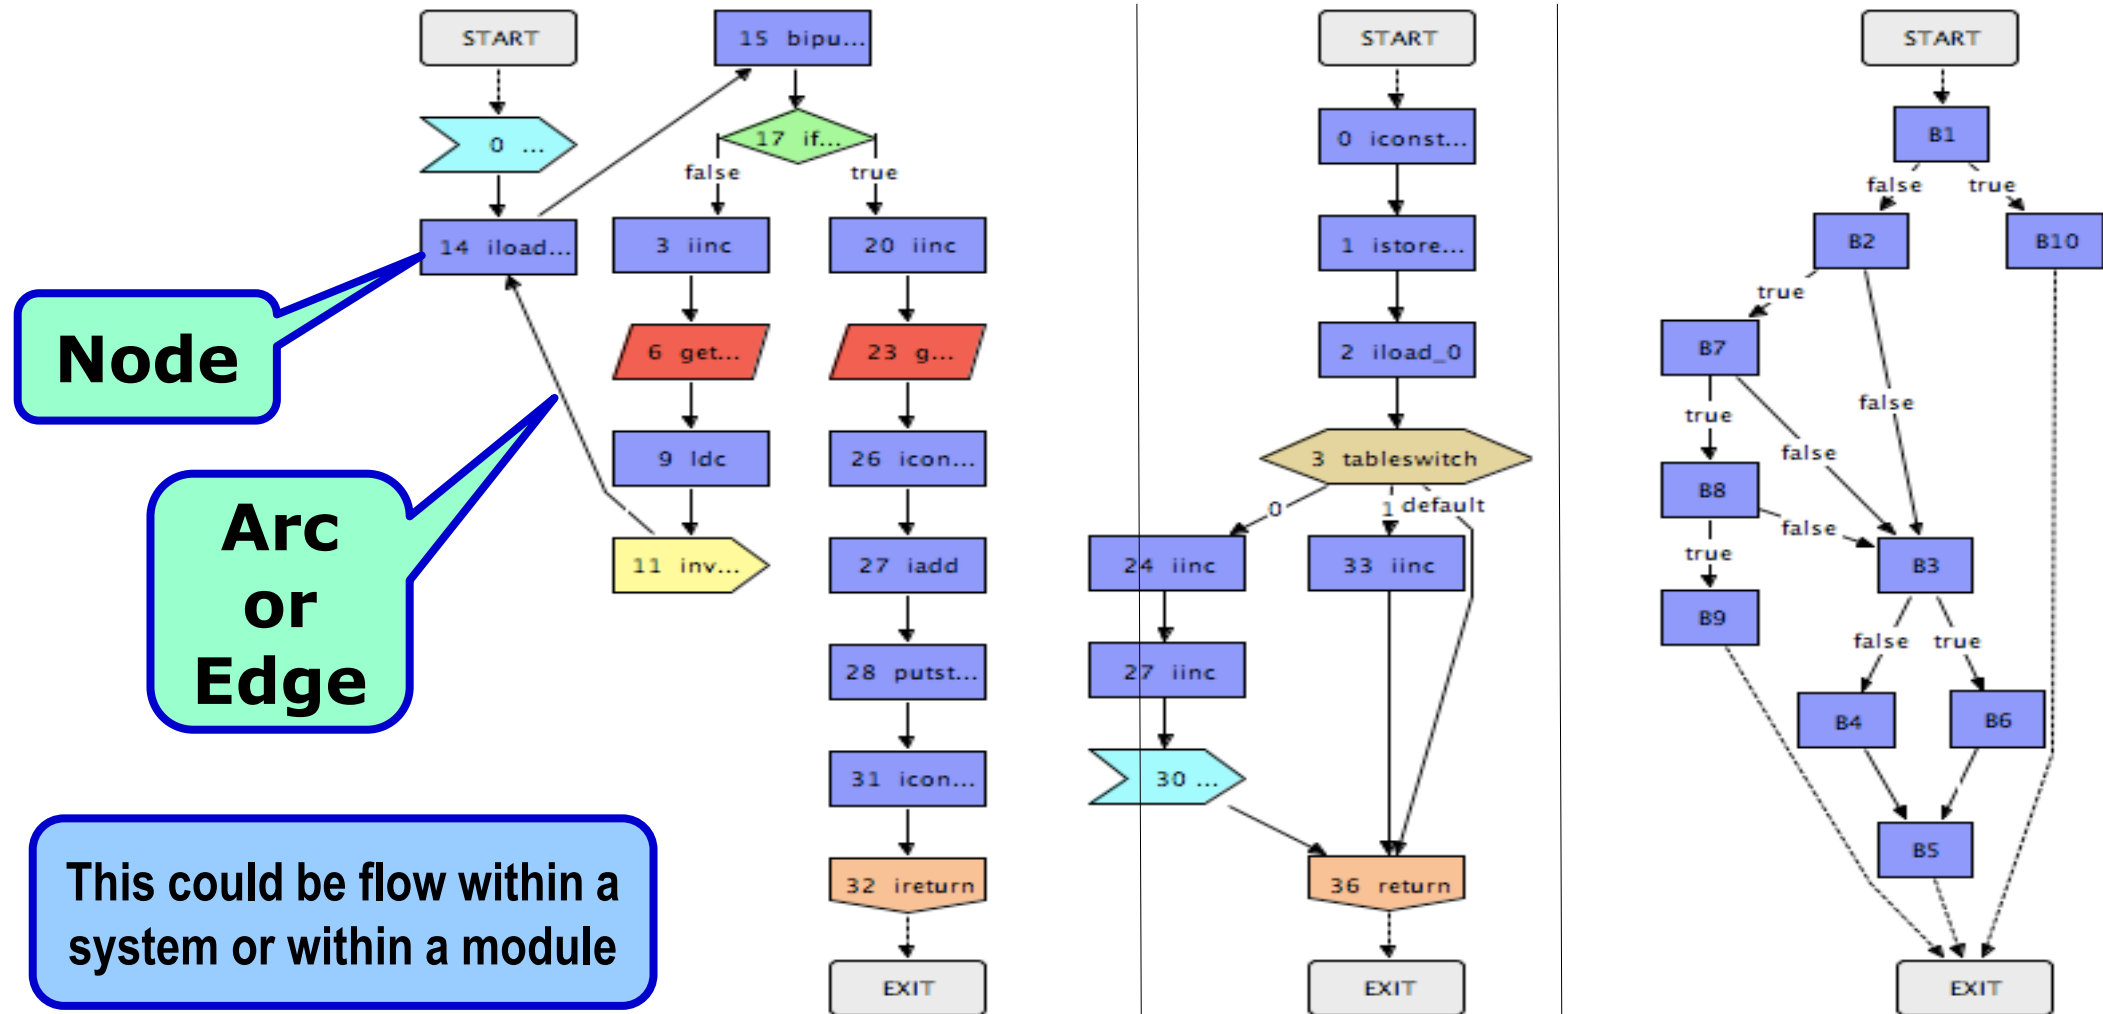 START
15 bipu...
0 ...
17 if...
false
true
14 iload...
3 iinc
20 iinc
6 get...
23 g...
9 ldc
26 icon...
11 inv...
27 iadd
28 putst...
31 icon...
32 ireturn
EXIT
Node
Arc
or
Edge
This could be flow within a
system or within a module
START
0 iconst...
1 istore...
2 iload_0
3 tableswitch
0
1
default
24 iinc
33 iinc
27 iinc
30 ...
36 return
EXIT
START
B1
false
true
B2
B10
true
B7
false
true
false
B8
false
true
B3
B9
false
true
B4
B6
B5
EXIT